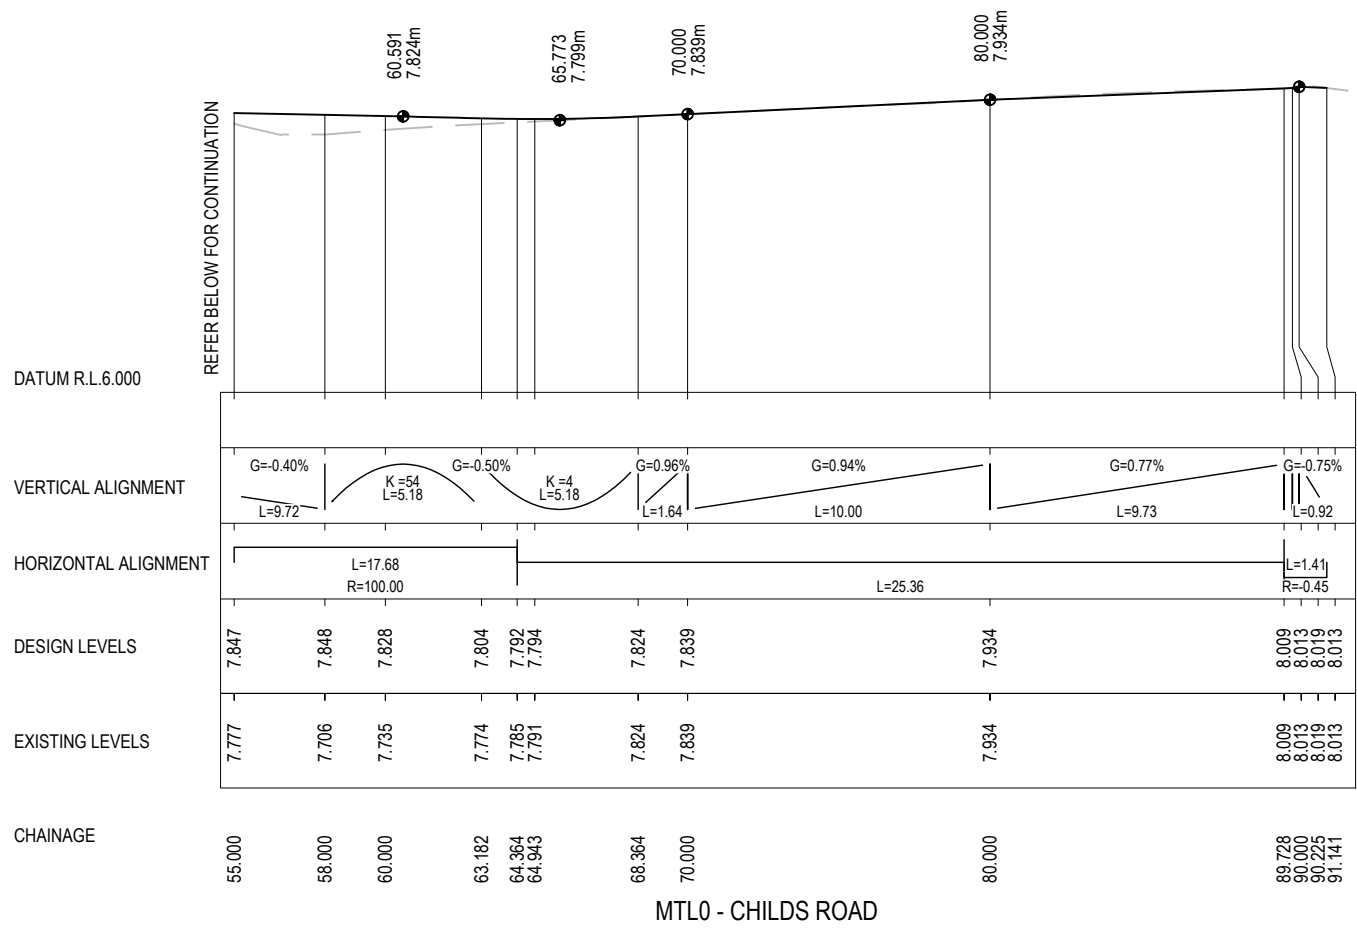 60.591
7.824m
65.773
7.799m
70.000
7.839m
80.000
7.934m
REFER BELOW FOR CONTINUATION
DATUM R.L.6.000
VERTICAL ALIGNMENT
G=-0.40%
L=9.72
K =54
L=5.18
G=-0.50%
K =4
L=5.18
G=0.96%
L=1.64
G=0.94%
L=10.00
G=0.77%
L=9.73
G=-0.75%
L=0.92
HORIZONTAL ALIGNMENT
L=17.68
R=100.00
L=25.36
L=1.41
R=-0.45
DESIGN LEVELS
7.847
7.848
7.828
7.804
7.792
7.794
7.824
7.839
7.934
8.009
8.013
8.019
8.013
EXISTING LEVELS
7.777
7.706
7.735
7.774
7.785
7.791
7.824
7.839
7.934
8.009
8.013
8.019
8.013
CHAINAGE
55.000
58.000
60.000
63.182
64.364
64.943
68.364
70.000
80.000
89.728
90.000
90.225
91.141
MTL0 - CHILDS ROAD